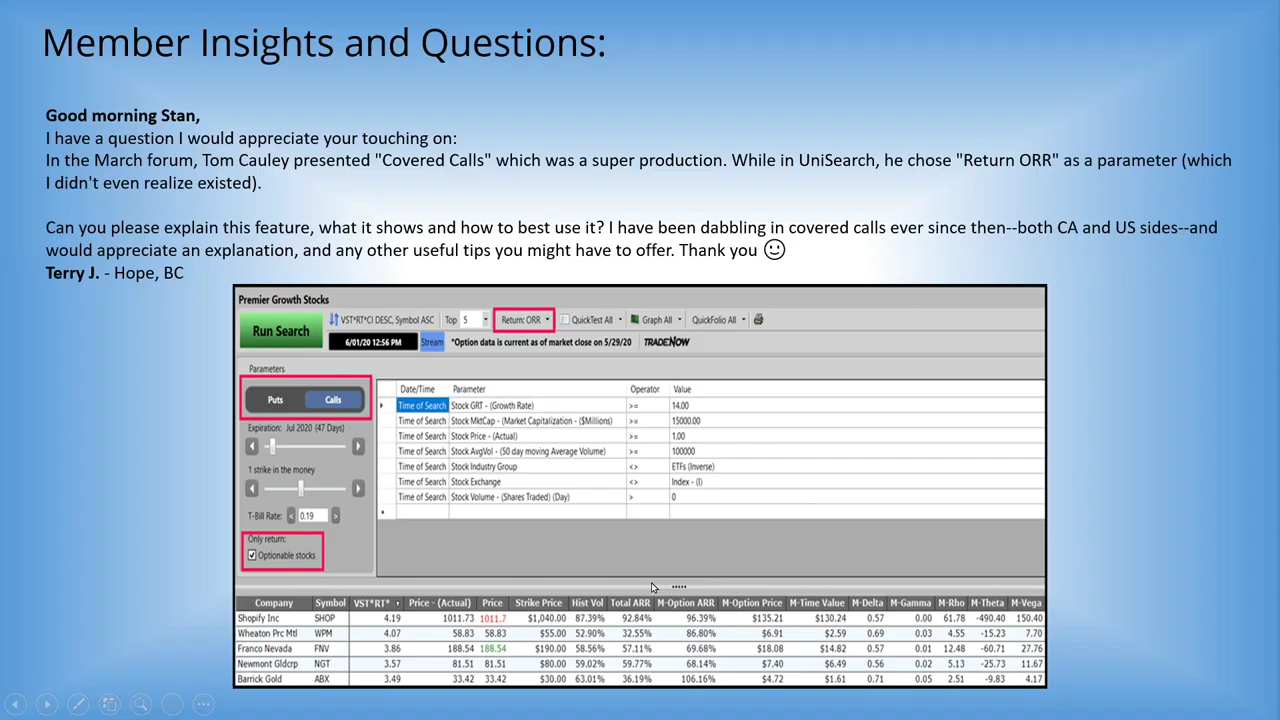 Member Insights and Questions:
Good morning Stan,
I have a question I would appreciate your touching on:
In the March forum, Tom Cauley presented "Covered Calls" which was a super production. While in UniSearch, he chose "Return ORR" as a parameter (which
I didn't even realize existed).
Can you please explain this feature, what it shows and how to best use it? I have been dabbling in covered calls ever since then--both CA and US sides--and
would appreciate an explanation, and any other useful tips you might have to offer. Thank you ☺
Terry J. - Hope, BC
Premier Growth Stocks
Run Search VST*RT*CI DESC, Symbol ASC Top 5 Return: ORR QuickTest All Graph All QuickFolio All
6/01/20 12:56 PM Stream *Option data is current as of market close on 5/29/20 TRADENOW
Parameters
Puts Calls
Expiration: Jul 2020 (47 Days)
1 strike in the money
T-Bill Rate: < 0.19 >
Only return:
Optionable stocks
Date/Time Parameter Operator Value
Time of Search Stock GRT - (Growth Rate) >= 14.00
Time of Search Stock MktCap - (Market Capitalization - ($Millions) >= 15000.00
Time of Search Stock Price - (Actual) >= 1.00
Time of Search Stock AvgVol - (50 day moving Average Volume) >= 100000
Time of Search Stock Industry Group <> ETFs (Inverse)
Time of Search Stock Exchange <> Index - (I)
Time of Search Stock Volume - (Shares Traded) (Day) > 0
Company Symbol VST*RT* Price - (Actual) Price Strike Price Hist Vol Total ARR M-Option ARR M-Option Price M-Time Value M-Delta M-Gamma M-Rho M-Theta M-Vega
Shopify Inc SHOP 4.19 1011.73 1011.7 $1,040.00 87.39% 92.84% 96.39% $135.21 $130.24 0.57 0.00 61.78 -490.40 150.40
Wheaton Prc Mtl WPM 4.07 58.83 58.83 $55.00 52.90% 32.55% 86.80% $6.91 $2.59 0.69 0.03 4.55 -15.23 7.70
Franco Nevada FNV 3.86 188.54 188.54 $190.00 58.56% 57.11% 69.68% $18.08 $14.82 0.57 0.01 12.48 -60.71 27.76
Newmont Gldcrp NGT 3.57 81.51 81.51 $80.00 59.02% 59.77% 68.14% $7.40 $6.49 0.56 0.02 5.13 -25.73 11.67
Barrick Gold ABX 3.49 33.42 33.42 $30.00 63.01% 36.19% 106.16% $4.72 $1.61 0.71 0.05 2.51 -9.83 4.17